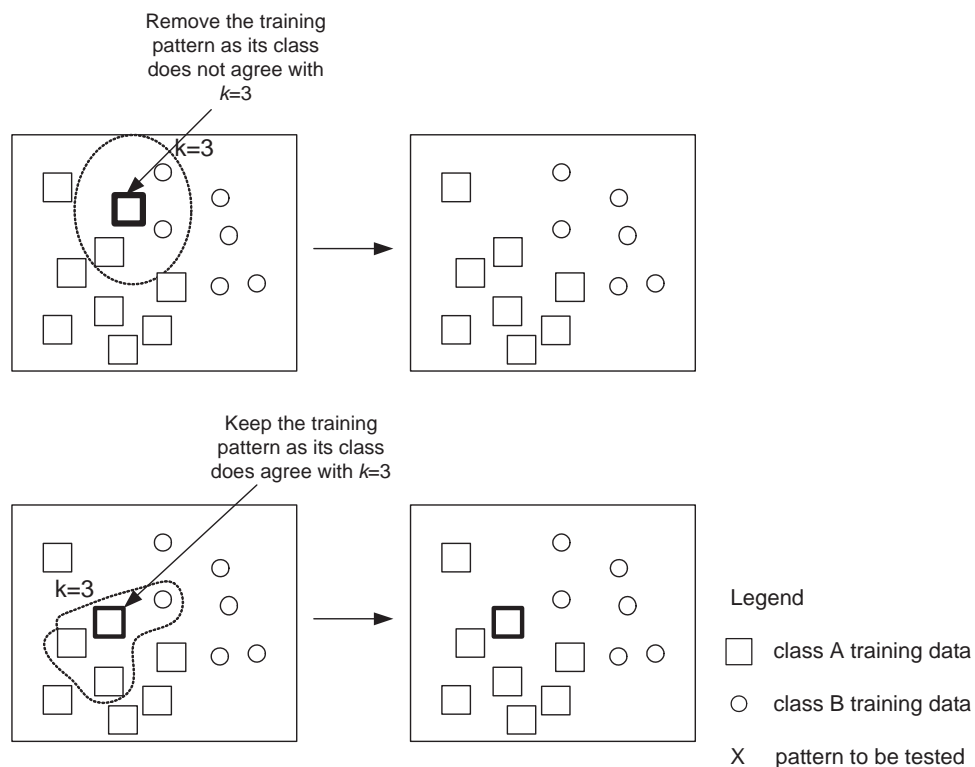 Remove the training
pattern as its class
does not agree with
k=3
k=3
Keep the training
pattern as its class
does agree with k=3
k=3
Legend
class A training data
class B training data
X pattern to be tested